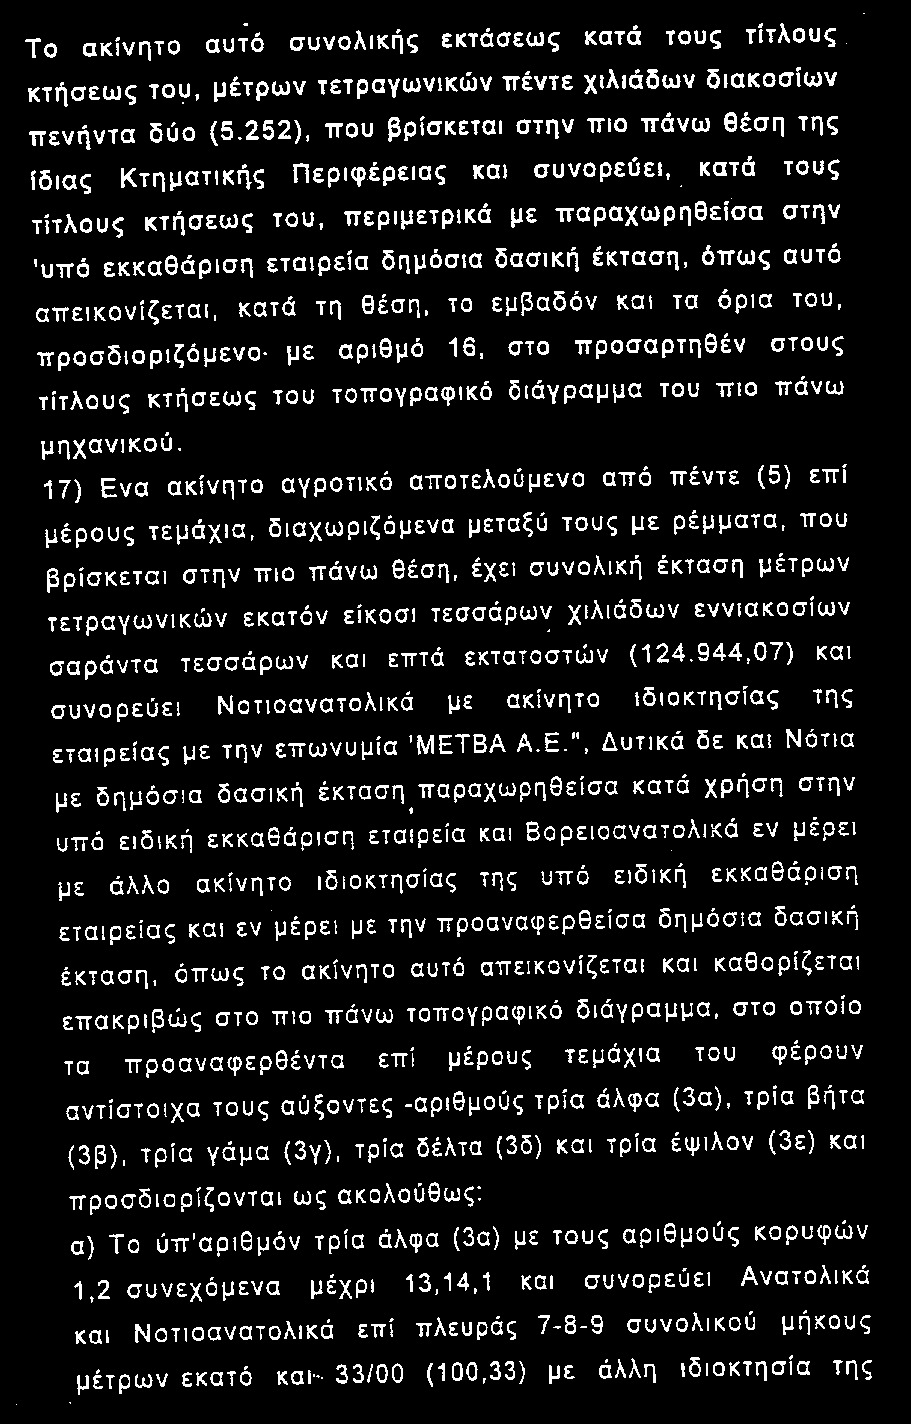 Το ακίνητο αυτό συνολικής εκτάσεως κατά τους τίτλους
κτήσεως του, μέτρων τετραγωνικών πέντε χιλιάδων διακοσίων
πενήντα δύο (5.252), που βρίσκεται στην πιο πάνω θέση της
ίδιας Κτηματικής Περιφέρειας και συνορεύει, κατά τους
τίτλους κτήσεως του, περιμετρικά με παραχωρηθείσα στην
'υπό εκκαθάριση εταιρεία δημόσια δασική έκταση, όπως αυτό
απεικονίζεται, κατά τη θέση, το εμβαδόν και τα όρια του,
προσδιοριζόμενο· με αριθμό 16, στο προσαρτηθέν στους
τίτλους κτήσεως του τοπογραφικό διάγραμμα του πιο πάνω
μηχανικού.
17) Ενα ακίνητο αγροτικό αποτελούμενο από πέντε (5) επί
μέρους τεμάχια, διαχωριζόμενα μεταξύ τους με ρέμματα, που
βρίσκεται στην πιο πάνω θέση, έχει συνολική έκταση μέτρων
τετραγωνικών εκατόν είκοσι τεσσάρων χιλιάδων εννιακοσίων
σαράντα τεσσάρων και επτά εκτατοστών (124.944,07) και
συνορεύει Νοτιοανατολικά με ακίνητο ιδιοκτησίας της
εταιρείας με την επωνυμία 'ΜΕΤΒΑ Α.Ε.", Δυτικά δε και Νότια
με δημόσια δασική έκταση παραχωρηθείσα κατά χρήση στην
υπό ειδική εκκαθάριση εταιρεία και Βορειοανατολικά εν μέρει
με άλλο ακίνητο ιδιοκτησίας της υπό ειδική εκκαθάριση
εταιρείας και εν μέρει με την προαναφερθείσα δημόσια δασική
έκταση, όπως το ακίνητο αυτό απεικονίζεται και καθορίζεται
επακριβώς στο πιο πάνω τοπογραφικό διάγραμμα, στο οποίο
τα προαναφερθέντα επί μέρους τεμάχια του φέρουν
αντίστοιχα τους αύξοντες -αριθμούς τρία άλφα (3α), τρία βήτα
(3β), τρία γάμα (3γ), τρία δέλτα (3δ) και τρία έψιλον (3ε) και
προσδιορίζονται ως ακολούθως:
α) Το ύπ'αριθμόν τρία άλφα (3α) με τους αριθμούς κορυφών
1,2 συνεχόμενα μέχρι 13,14,1 και συνορεύει Ανατολικά
και Νοτιοανατολικά επί πλευράς 7-8-9 συνολικού μήκους
μέτρων εκατό και 33/00 (100,33) με άλλη ιδιοκτησία της